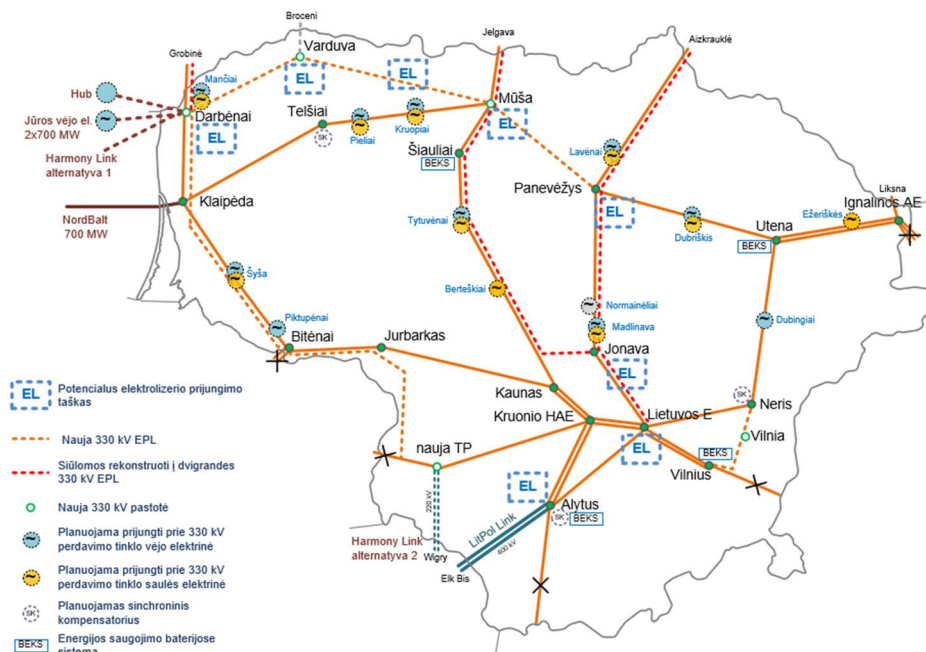 Broceni
Varduva
EL
EL
Jelgava
Aizkrauklė
Grobinė
Mančiai
Hub
Darbėnai
EL
Jūros vėjo el.
2x700 MW
Harmony Link
alternatyva 1
Telšiai
SK
Pieliai
Kruopiai
Mūša
EL
Šiauliai
BEKS
Lavėnai
Panevėžys
EL
Klaipėda
NordBalt
700 MW
Tytuvėnai
Dubriškis
Utena
BEKS
Ežeriškės
Liksna
Ignalinos AE
Šyša
Berteškiai
Normainėliai
Madlinava
Dubingiai
Piktupėnai
Bitėnai
Jurbarkas
Jonava
EL
Kaunas
Kruonio HAE
Lietuvos E
EL
SK
Neris
Vilnia
BEKS
Vilnius
nauja TP
220 kV
Wigry
Harmony Link
alternatyva 2
EL
Alytus
SK
BEKS
LitPol Link
400 kV
Elk Bis
EL
Potencialus elektrolizerio prijungimo
taškas
Nauja 330 kV EPL
Siūlomos rekonstruoti į dvigrandes
330 kV EPL
Nauja 330 kV pastotė
Planuojama prijungti prie 330 kV
perdavimo tinklo vėjo elektrinė
Planuojama prijungti prie 330 kV
perdavimo tinklo saulės elektrinė
SK
Planuojamas sinchroninis
kompensatorius
BEKS
Energijos saugojimo baterijose
sistema